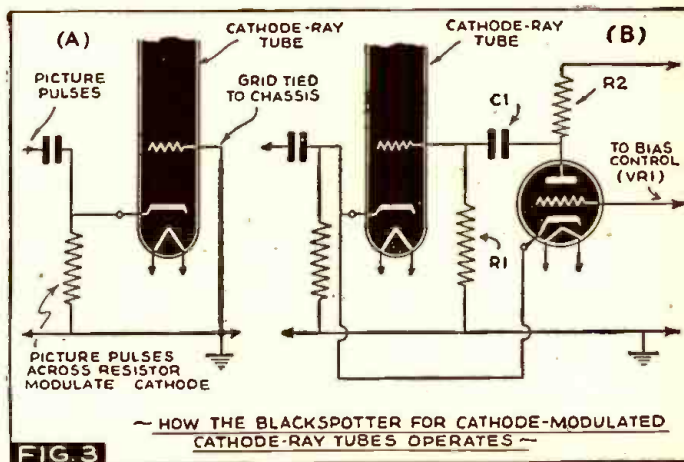 (A)
CATHODE-RAY
TUBE
PICTURE
PULSES
GRID TIED
TO CHASSIS
CATHODE-RAY
TUBE
(B)
C1
R2
TO BIAS
CONTROL
(VR1)
R1
PICTURE PULSES
ACROSS RESISTOR
MODULATE CATHODE
~ HOW THE BLACKSPOTTER FOR CATHODE-MODULATED
CATHODE-RAY TUBES OPERATES ~
FIG.3